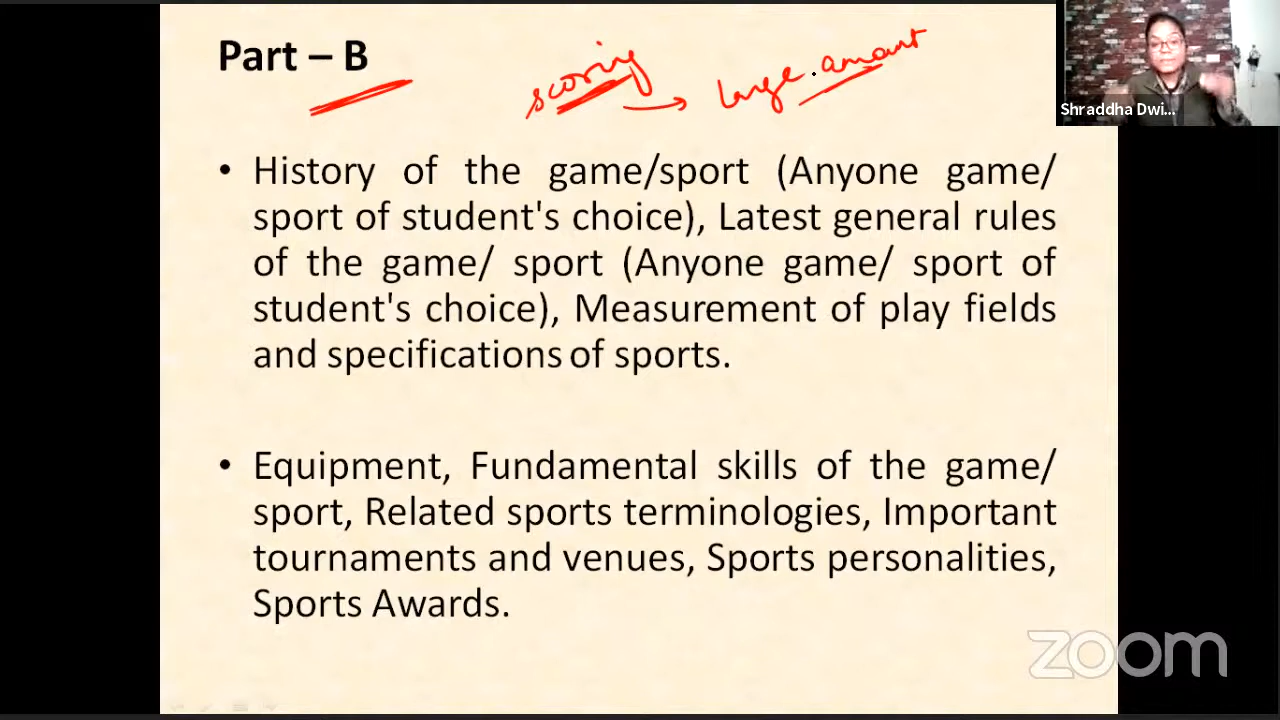 Part – B
scoring → large amount
Shraddha Dwi...
• History of the game/sport (Anyone game/
sport of student's choice), Latest general rules
of the game/ sport (Anyone game/ sport of
student's choice), Measurement of play fields
and specifications of sports.
• Equipment, Fundamental skills of the game/
sport, Related sports terminologies, Important
tournaments and venues, Sports personalities,
Sports Awards.
zoom